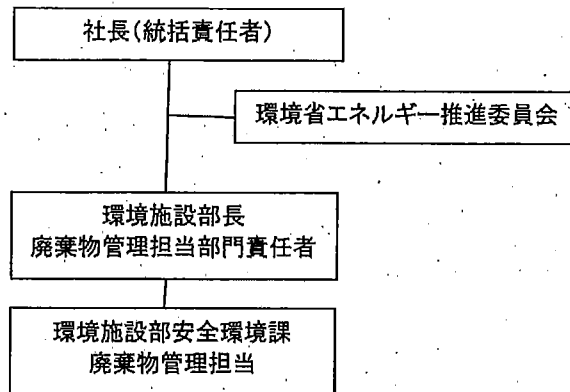 社長(統括責任者)
環境省エネルギー推進委員会
環境施設部長
廃棄物管理担当部門責任者
環境施設部安全環境課
廃棄物管理担当